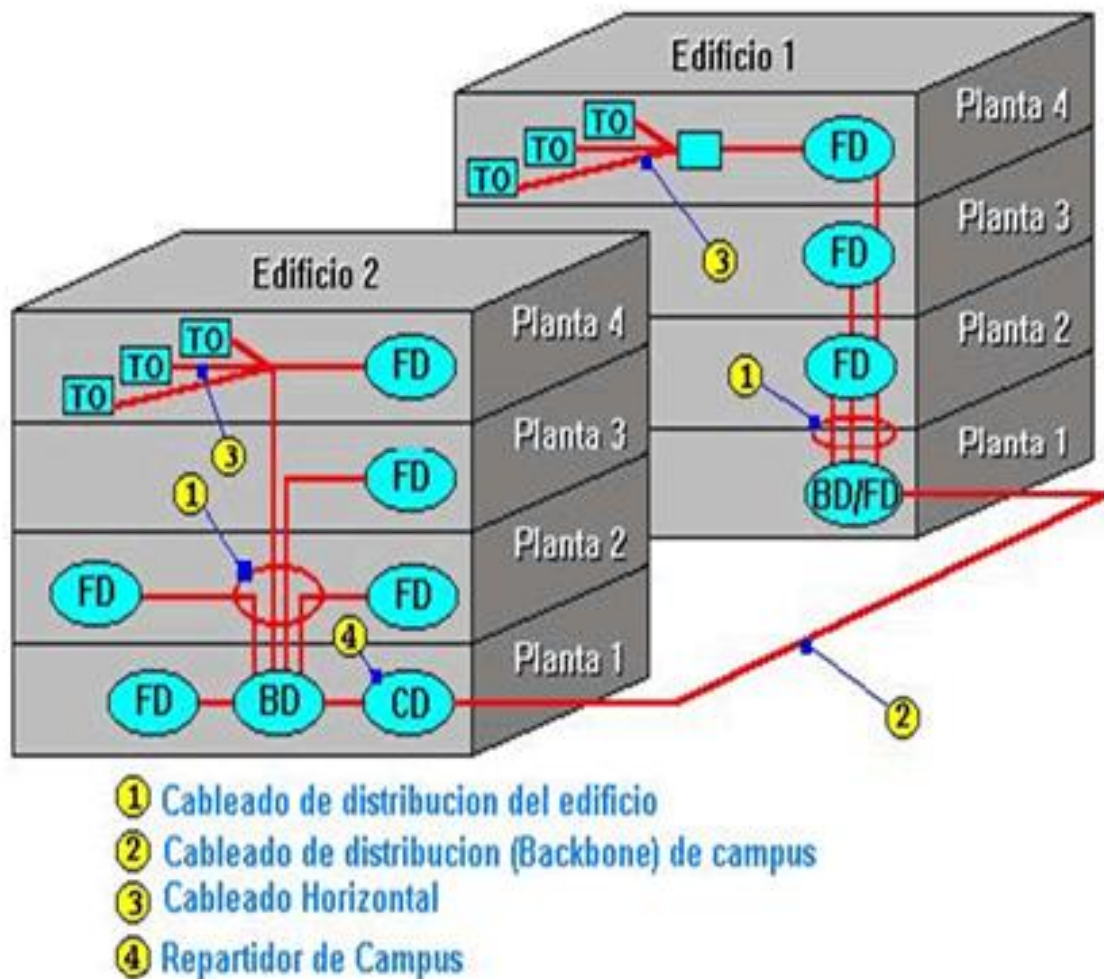 Edificio 1
Planta 4
TO
TO
TO
FD
Planta 3
3
FD
Planta 2
1
FD
Planta 1
BD/FD
Edificio 2
Planta 4
TO
TO
TO
FD
Planta 3
3
1
FD
Planta 2
FD
FD
4
Planta 1
FD
BD
CD
2
1 Cableado de distribucion del edificio
2 Cableado de distribucion (Backbone) de campus
3 Cableado Horizontal
4 Repartidor de Campus